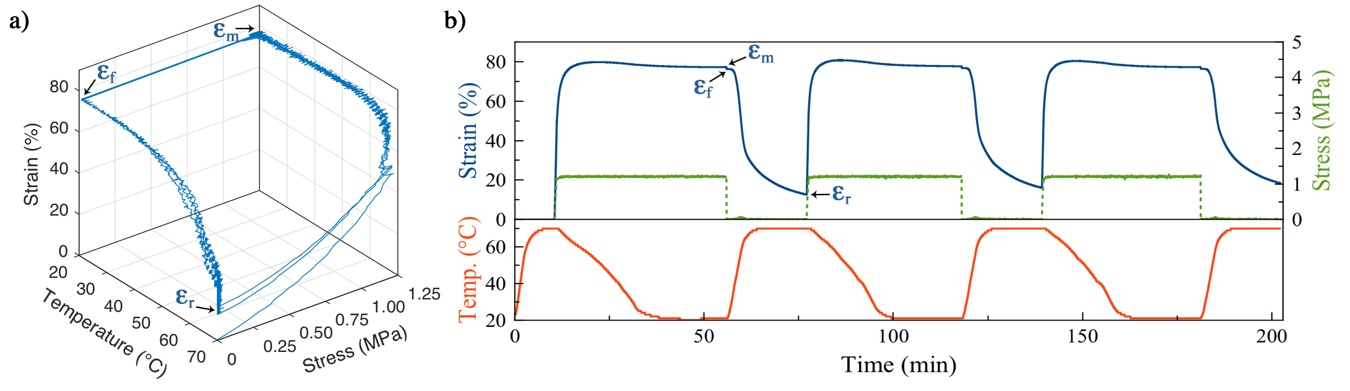 a)
εm
εf
εr
80
60
40
20
0
Strain (%)
20
30
40
50
60
70
Temperature (°C)
0
0.25
0.50
0.75
1.00
1.25
Stress (MPa)
b)
80
60
40
20
0
Strain (%)
εm
εf
εr
5
4
3
2
1
0
Stress (MPa)
60
40
20
Temp. (°C)
0
50
100
150
200
Time (min)